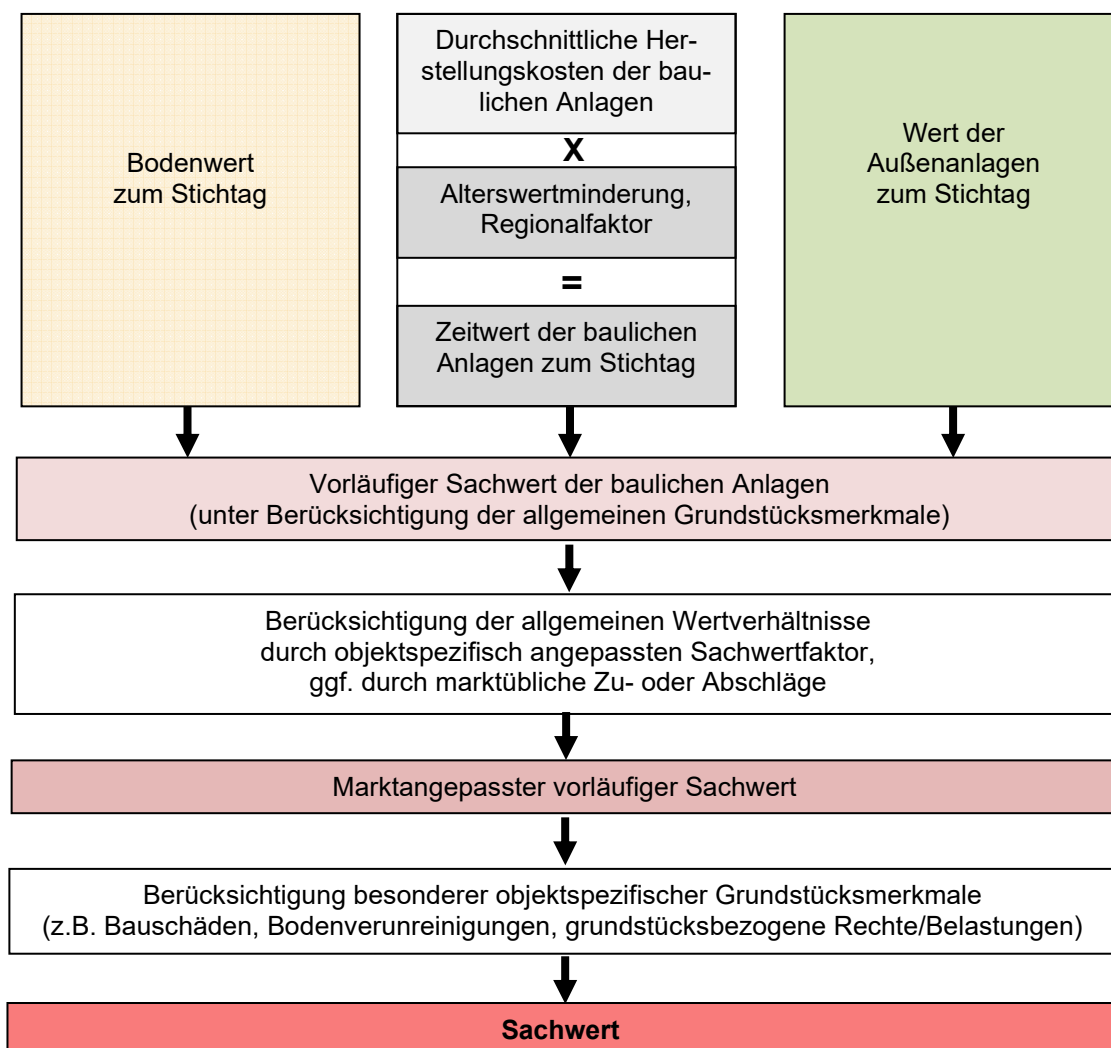 Bodenwert
zum Stichtag
Durchschnittliche Her-
stellungskosten der bau-
lichen Anlagen
X
Alterswertminderung,
Regionalfaktor
=
Zeitwert der baulichen
Anlagen zum Stichtag
Wert der
Außenanlagen
zum Stichtag
Vorläufiger Sachwert der baulichen Anlagen
(unter Berücksichtigung der allgemeinen Grundstücksmerkmale)
Berücksichtigung der allgemeinen Wertverhältnisse
durch objektspezifisch angepassten Sachwertfaktor,
ggf. durch marktübliche Zu- oder Abschläge
Marktangepasster vorläufiger Sachwert
Berücksichtigung besonderer objektspezifischer Grundstücksmerkmale
(z.B. Bauschäden, Bodenverunreinigungen, grundstücksbezogene Rechte/Belastungen)
Sachwert